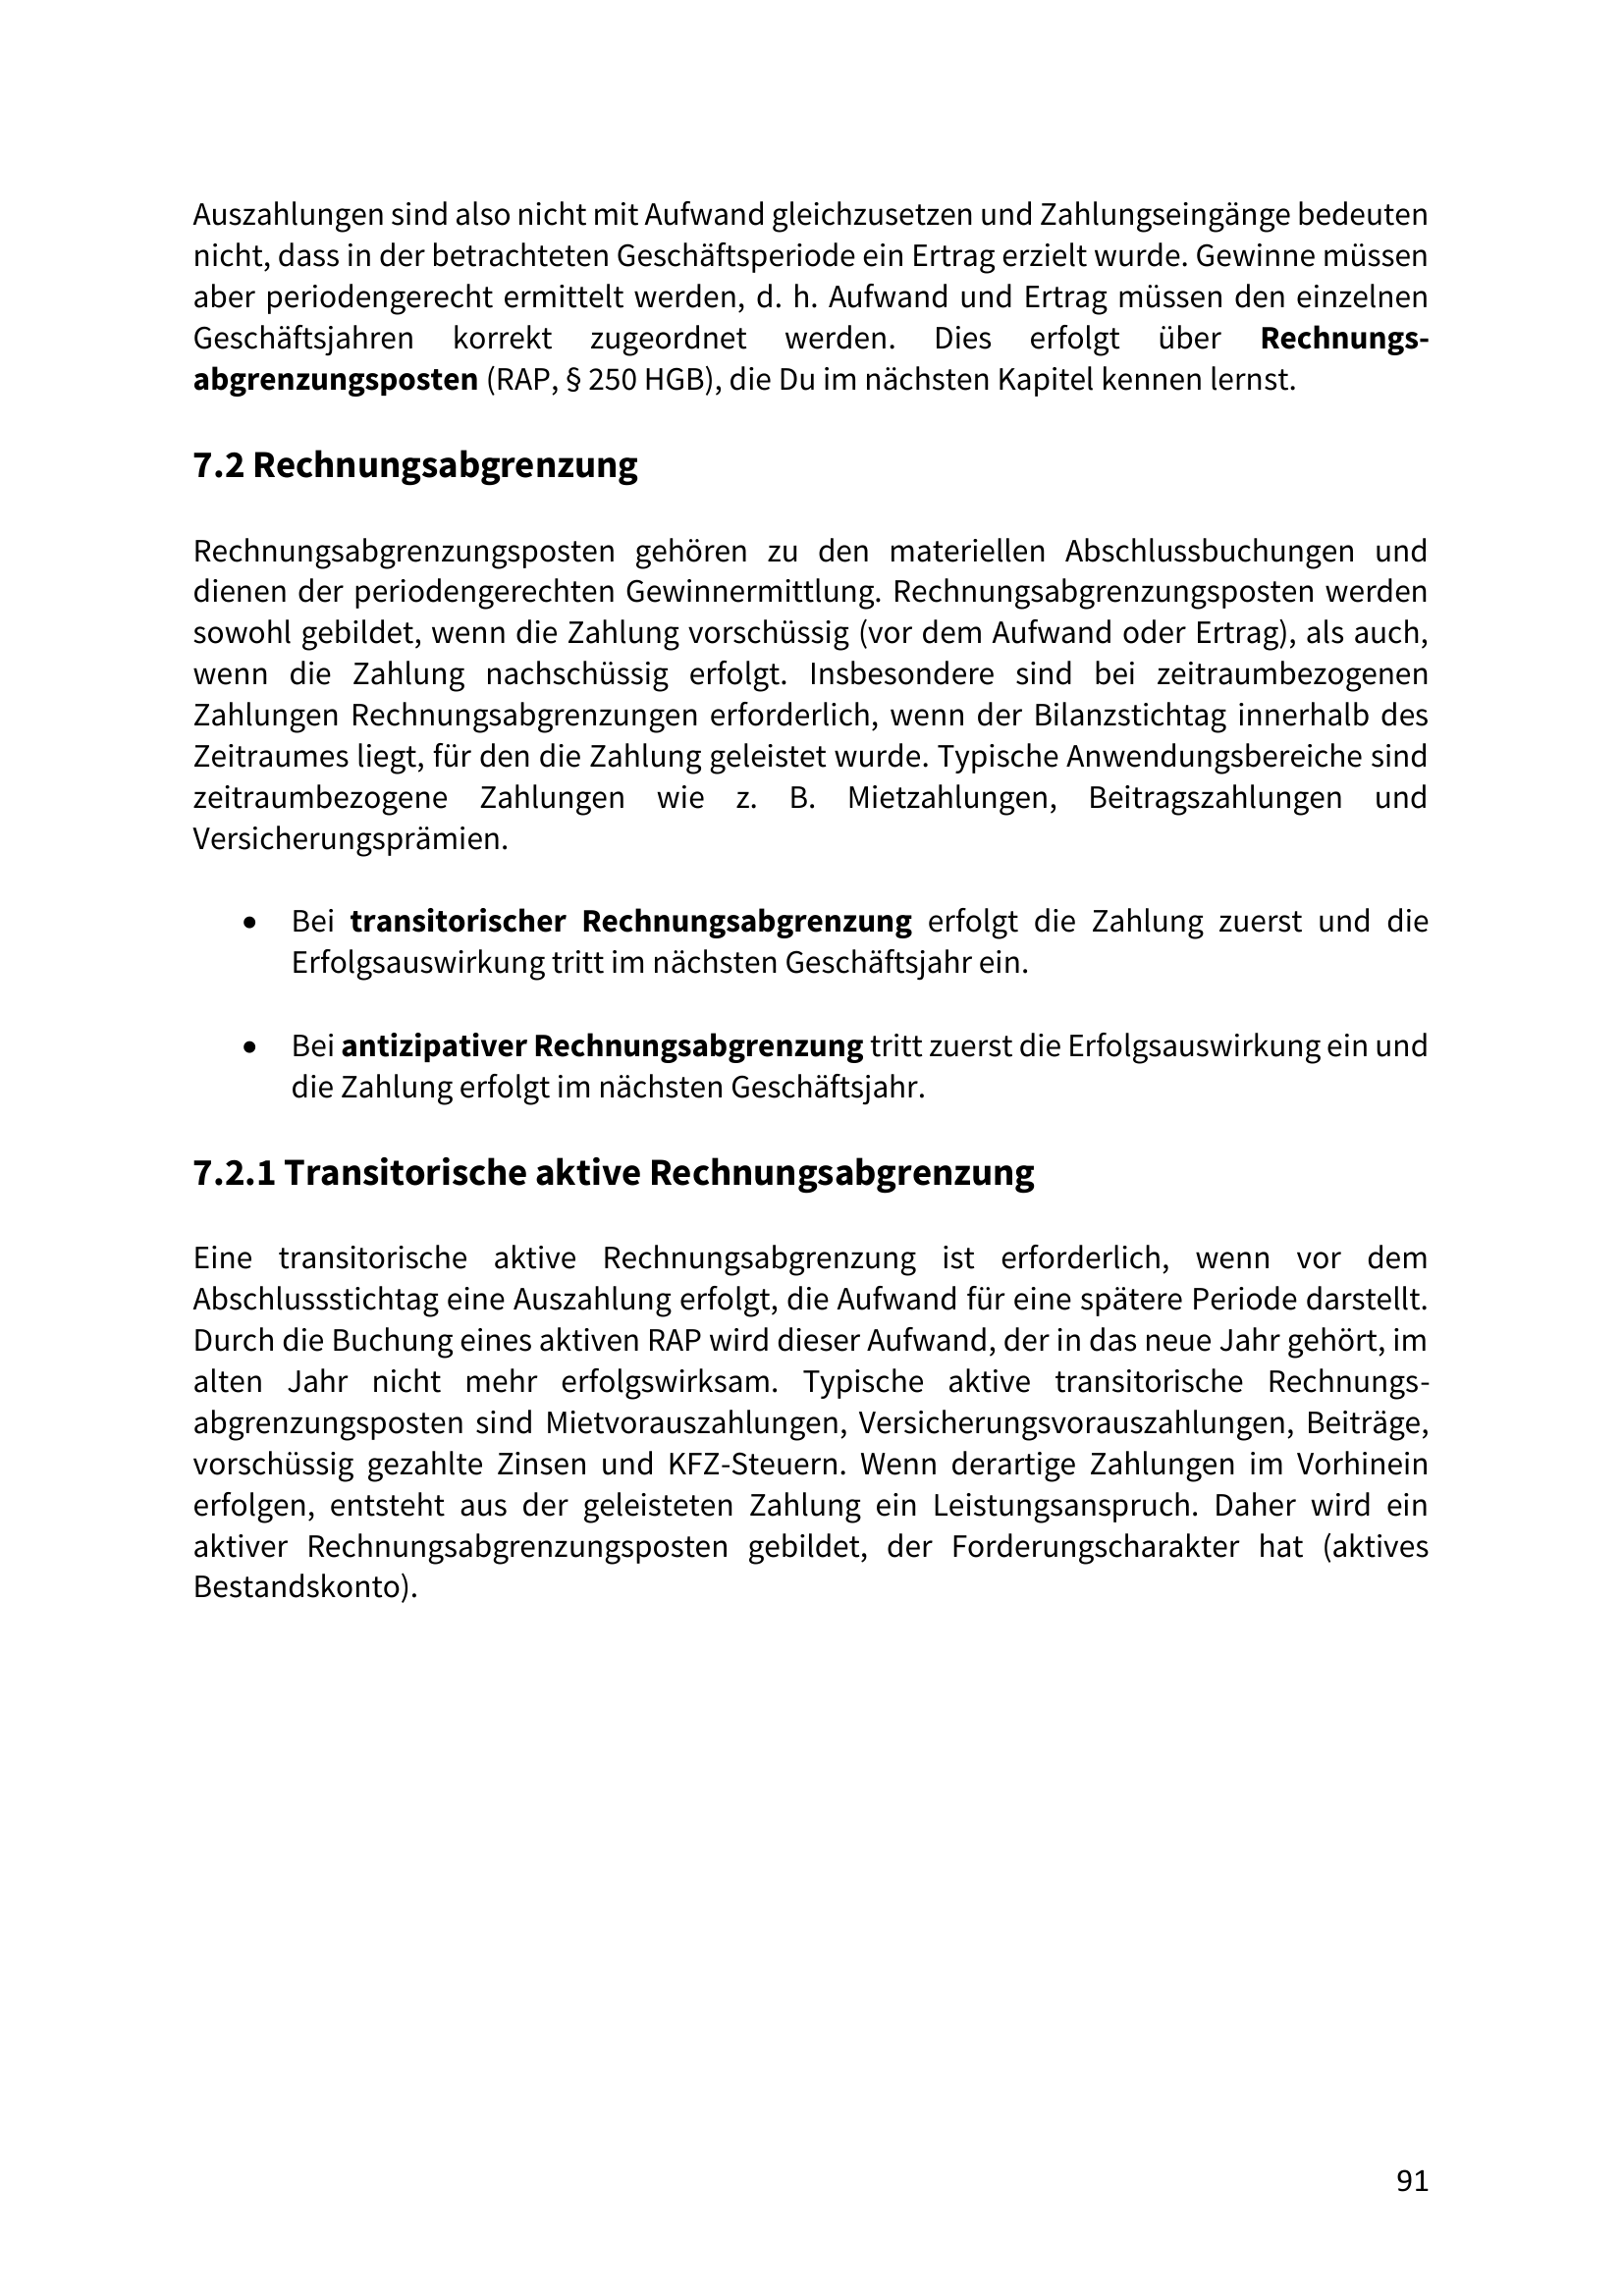 Auszahlungen sind also nicht mit Aufwand gleichzusetzen und Zahlungseingänge bedeuten
nicht, dass in der betrachteten Geschäftsperiode ein Ertrag erzielt wurde. Gewinne müssen
aber periodengerecht ermittelt werden, d. h. Aufwand und Ertrag müssen den einzelnen
Geschäftsjahren korrekt zugeordnet werden. Dies erfolgt über Rechnungs-
abgrenzungsposten (RAP, § 250 HGB), die Du im nächsten Kapitel kennen lernst.
7.2 Rechnungsabgrenzung
Rechnungsabgrenzungsposten gehören zu den materiellen Abschlussbuchungen und
dienen der periodengerechten Gewinnermittlung. Rechnungsabgrenzungsposten werden
sowohl gebildet, wenn die Zahlung vorschüssig (vor dem Aufwand oder Ertrag), als auch,
wenn die Zahlung nachschüssig erfolgt. Insbesondere sind bei zeitraumbezogenen
Zahlungen Rechnungsabgrenzungen erforderlich, wenn der Bilanzstichtag innerhalb des
Zeitraumes liegt, für den die Zahlung geleistet wurde. Typische Anwendungsbereiche sind
zeitraumbezogene Zahlungen wie z. B. Mietzahlungen, Beitragszahlungen und
Versicherungsprämien.
• Bei transitorischer Rechnungsabgrenzung erfolgt die Zahlung zuerst und die
Erfolgsauswirkung tritt im nächsten Geschäftsjahr ein.
• Bei antizipativer Rechnungsabgrenzung tritt zuerst die Erfolgsauswirkung ein und
die Zahlung erfolgt im nächsten Geschäftsjahr.
7.2.1 Transitorische aktive Rechnungsabgrenzung
Eine transitorische aktive Rechnungsabgrenzung ist erforderlich, wenn vor dem
Abschlussstichtag eine Auszahlung erfolgt, die Aufwand für eine spätere Periode darstellt.
Durch die Buchung eines aktiven RAP wird dieser Aufwand, der in das neue Jahr gehört, im
alten Jahr nicht mehr erfolgswirksam. Typische aktive transitorische Rechnungs-
abgrenzungsposten sind Mietvorauszahlungen, Versicherungsvorauszahlungen, Beiträge,
vorschüssig gezahlte Zinsen und KFZ-Steuern. Wenn derartige Zahlungen im Vorhinein
erfolgen, entsteht aus der geleisteten Zahlung ein Leistungsanspruch. Daher wird ein
aktiver Rechnungsabgrenzungsposten gebildet, der Forderungscharakter hat (aktives
Bestandskonto).
91